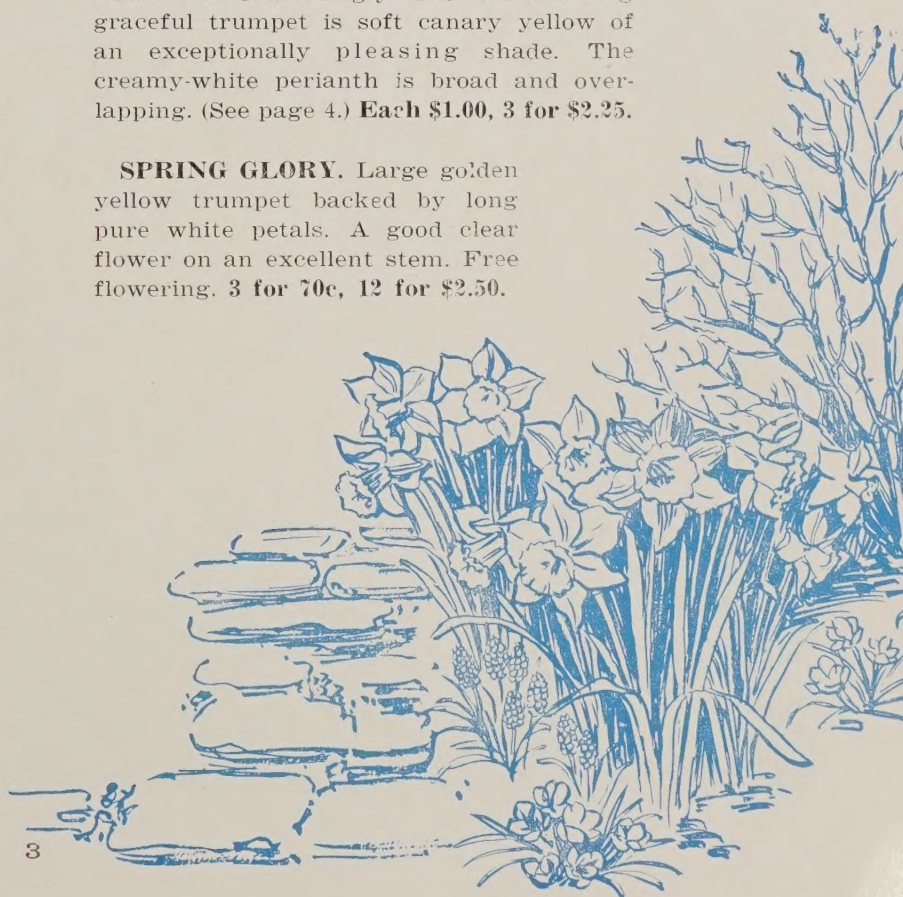 graceful trumpet is soft canary yellow of
an exceptionally pleasing shade. The
creamy-white perianth is broad and over-
lapping. (See page 4.) Each $1.00, 3 for $2.25.
SPRING GLORY. Large golden
yellow trumpet backed by long
pure white petals. A good clear
flower on an excellent stem. Free
flowering. 3 for 70c, 12 for $2.50.
3